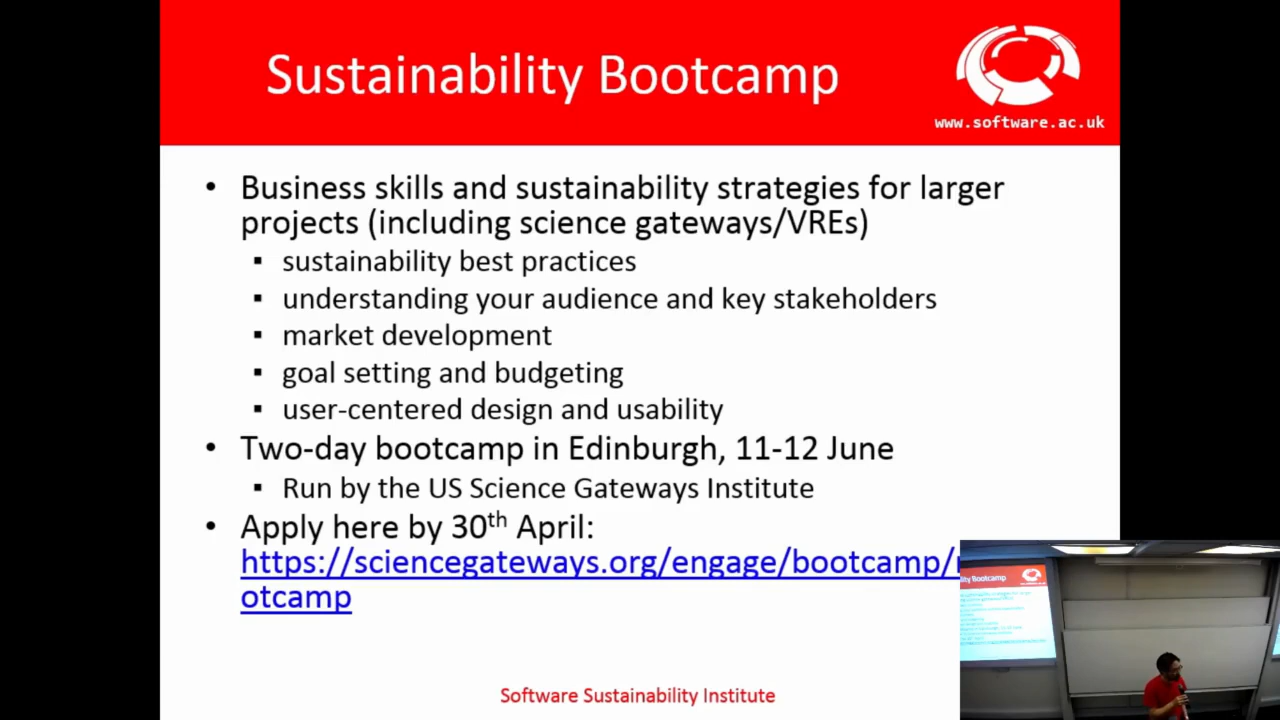 Sustainability Bootcamp
www.software.ac.uk
• Business skills and sustainability strategies for larger
projects (including science gateways/VREs)
▪ sustainability best practices
▪ understanding your audience and key stakeholders
▪ market development
▪ goal setting and budgeting
▪ user-centered design and usability
• Two-day bootcamp in Edinburgh, 11-12 June
▪ Run by the US Science Gateways Institute
• Apply here by 30th April:
https://sciencegateways.org/engage/bootcamp/
otcamp
Software Sustainability Institute
Bootcamp